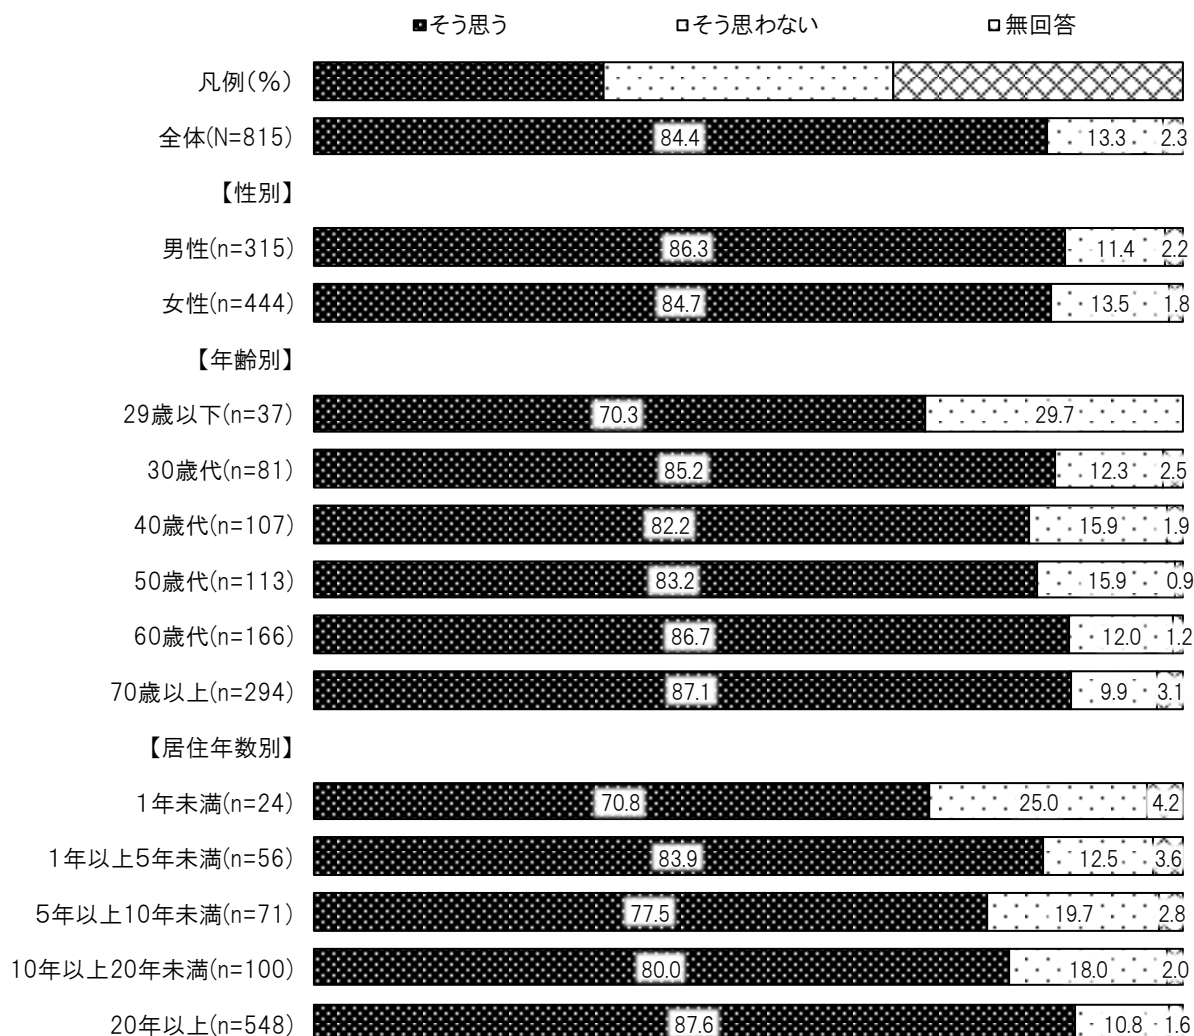 そう思う そう思わない 無回答
凡例(%)
全体(N=815) 84.4 13.3 2.3
【性別】
男性(n=315) 86.3 11.4 2.2
女性(n=444) 84.7 13.5 1.8
【年齢別】
29歳以下(n=37) 70.3 29.7
30歳代(n=81) 85.2 12.3 2.5
40歳代(n=107) 82.2 15.9 1.9
50歳代(n=113) 83.2 15.9 0.9
60歳代(n=166) 86.7 12.0 1.2
70歳以上(n=294) 87.1 9.9 3.1
【居住年数別】
1年未満(n=24) 70.8 25.0 4.2
1年以上5年未満(n=56) 83.9 12.5 3.6
5年以上10年未満(n=71) 77.5 19.7 2.8
10年以上20年未満(n=100) 80.0 18.0 2.0
20年以上(n=548) 87.6 10.8 1.6